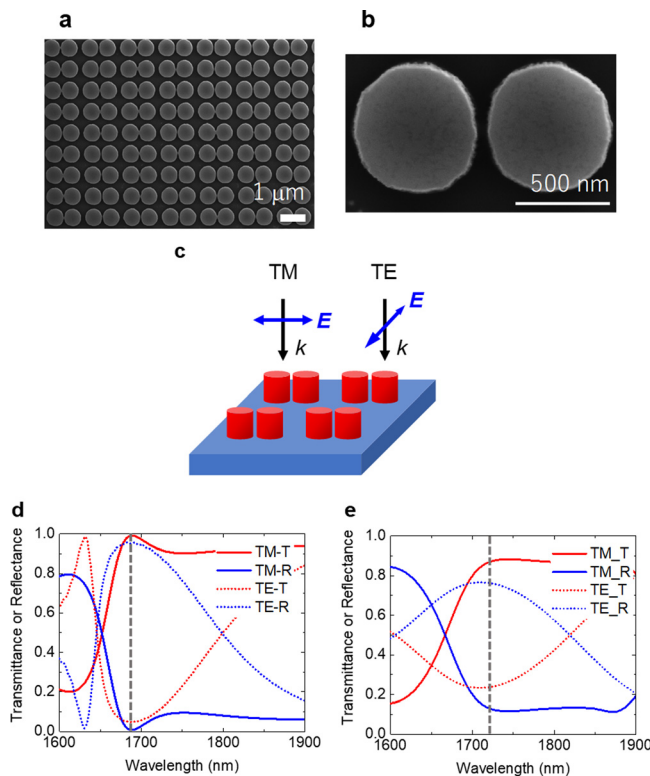 a
b
1 μm
500 nm
c
TM
TE
E
E
k
k
d
Transmittance or Reflectance
1.0
0.8
0.6
0.4
0.2
0.0
TM-T
TM-R
TE-T
TE-R
1600 1700 1800 1900
Wavelength (nm)
e
Transmittance or Reflectance
1.0
0.8
0.6
0.4
0.2
0.0
TM_T
TM_R
TE_T
TE_R
1600 1700 1800 1900
Wavelength (nm)